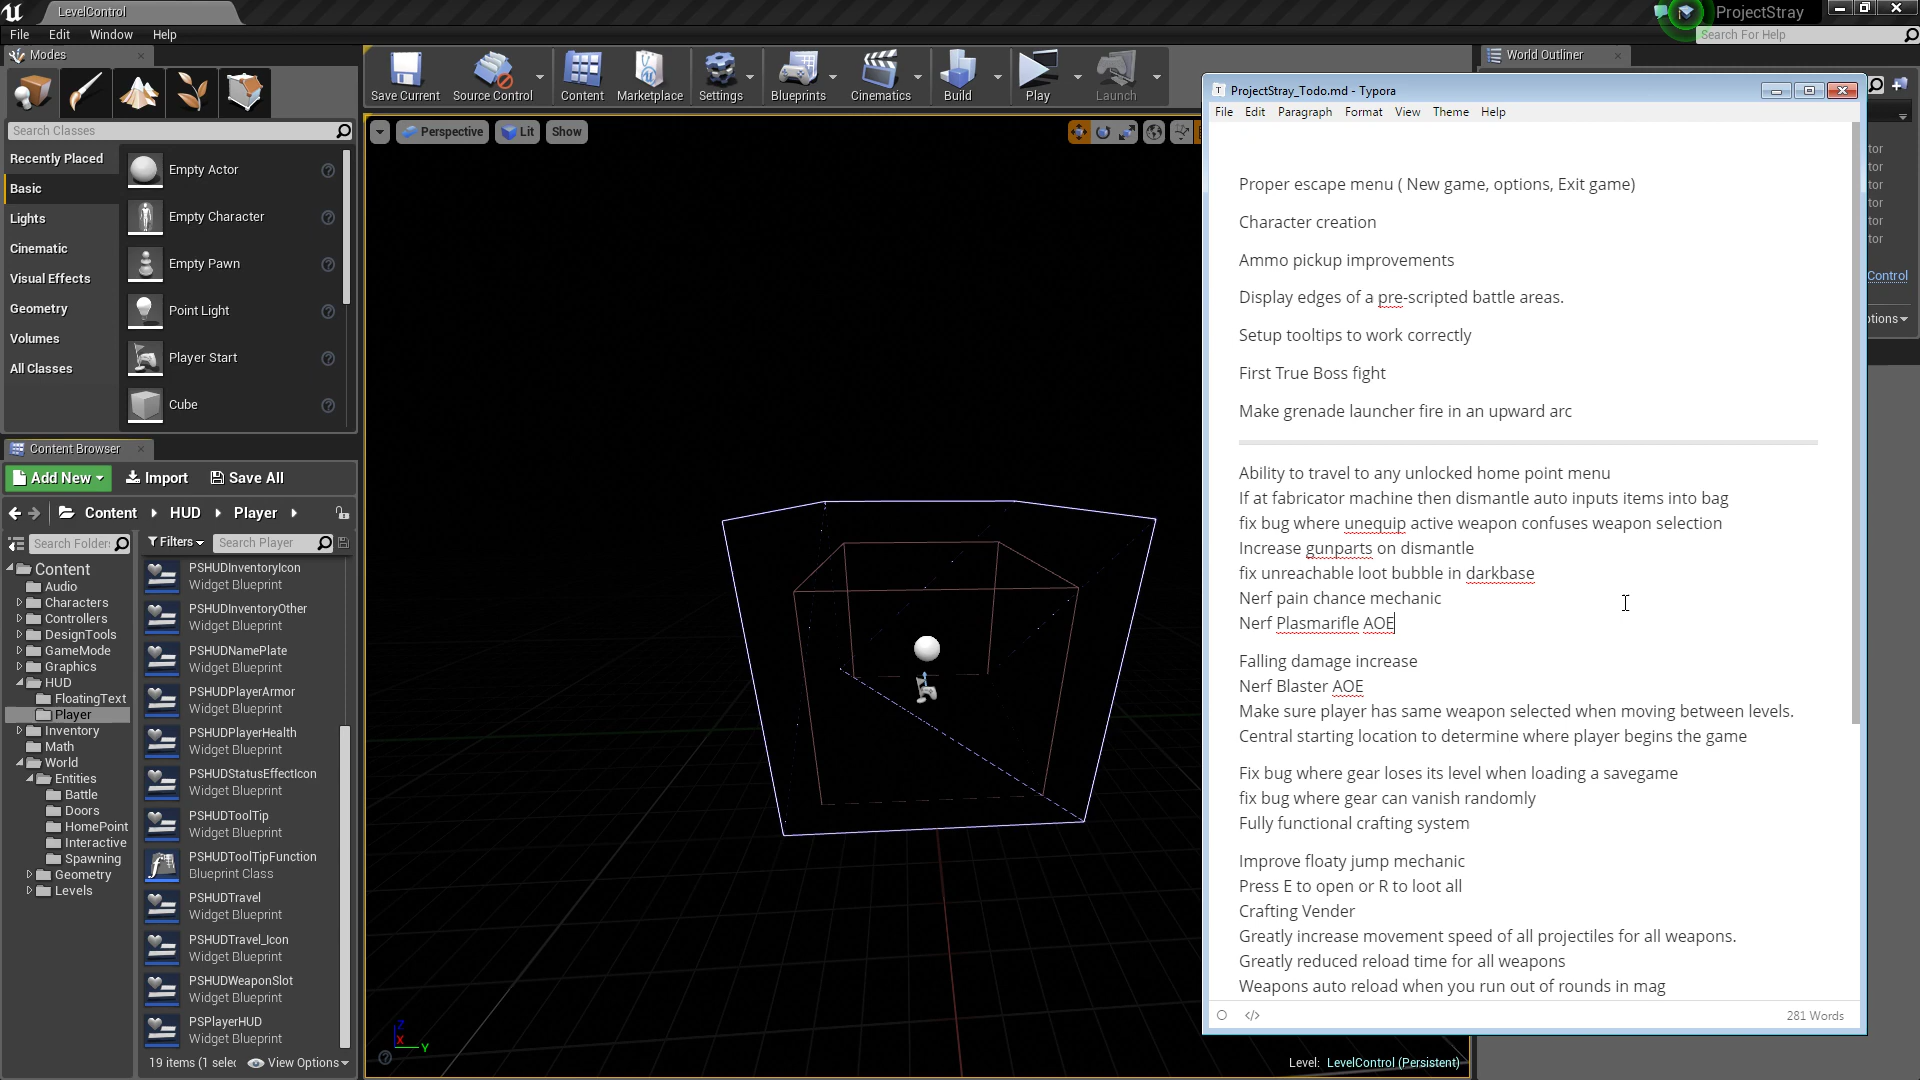 LevelControl
ProjectStray
File Edit Window Help
Search For Help
Modes
Save Current
Source Control
Content
Marketplace
Settings
Blueprints
Cinematics
Build
Play
Launch
World Outliner
Search Classes
Recently Placed
Basic
Lights
Cinematic
Visual Effects
Geometry
Volumes
All Classes
Empty Actor
Empty Character
Empty Pawn
Point Light
Player Start
Cube
Perspective
Lit
Show
Content Browser
Add New
Import
Save All
Content
HUD
Player
Search Folder
Filters
Search Player
Content
Audio
Characters
Controllers
DesignTools
GameMode
Graphics
HUD
FloatingText
Player
Inventory
Math
World
Entities
Battle
Doors
HomePoint
Interactive
Spawning
Geometry
Levels
PSHUDInventoryIcon
Widget Blueprint
PSHUDInventoryOther
Widget Blueprint
PSHUDNamePlate
Widget Blueprint
PSHUDPlayerArmor
Widget Blueprint
PSHUDPlayerHealth
Widget Blueprint
PSHUDStatusEffectIcon
Widget Blueprint
PSHUDToolTip
Widget Blueprint
PSHUDToolTipFunction
Blueprint Class
PSHUDTravel
Widget Blueprint
PSHUDTravel_Icon
Widget Blueprint
PSHUDWeaponSlot
Widget Blueprint
PSPlayerHUD
Widget Blueprint
19 items (1 selec
View Options
Z
X
Y
Level: LevelControl (Persistent)
ProjectStray_Todo.md - Typora
File Edit Paragraph Format View Theme Help
Proper escape menu ( New game, options, Exit game)
Character creation
Ammo pickup improvements
Display edges of a pre-scripted battle areas.
Setup tooltips to work correctly
First True Boss fight
Make grenade launcher fire in an upward arc
Ability to travel to any unlocked home point menu
If at fabricator machine then dismantle auto inputs items into bag
fix bug where unequip active weapon confuses weapon selection
Increase gunparts on dismantle
fix unreachable loot bubble in darkbase
Nerf pain chance mechanic
Nerf Plasmarifle AOE
Falling damage increase
Nerf Blaster AOE
Make sure player has same weapon selected when moving between levels.
Central starting location to determine where player begins the game
Fix bug where gear loses its level when loading a savegame
fix bug where gear can vanish randomly
Fully functional crafting system
Improve floaty jump mechanic
Press E to open or R to loot all
Crafting Vender
Greatly increase movement speed of all projectiles for all weapons.
Greatly reduced reload time for all weapons
Weapons auto reload when you run out of rounds in mag
281 Words
tor
tor
tor
tor
tor
tor
Control
ptions